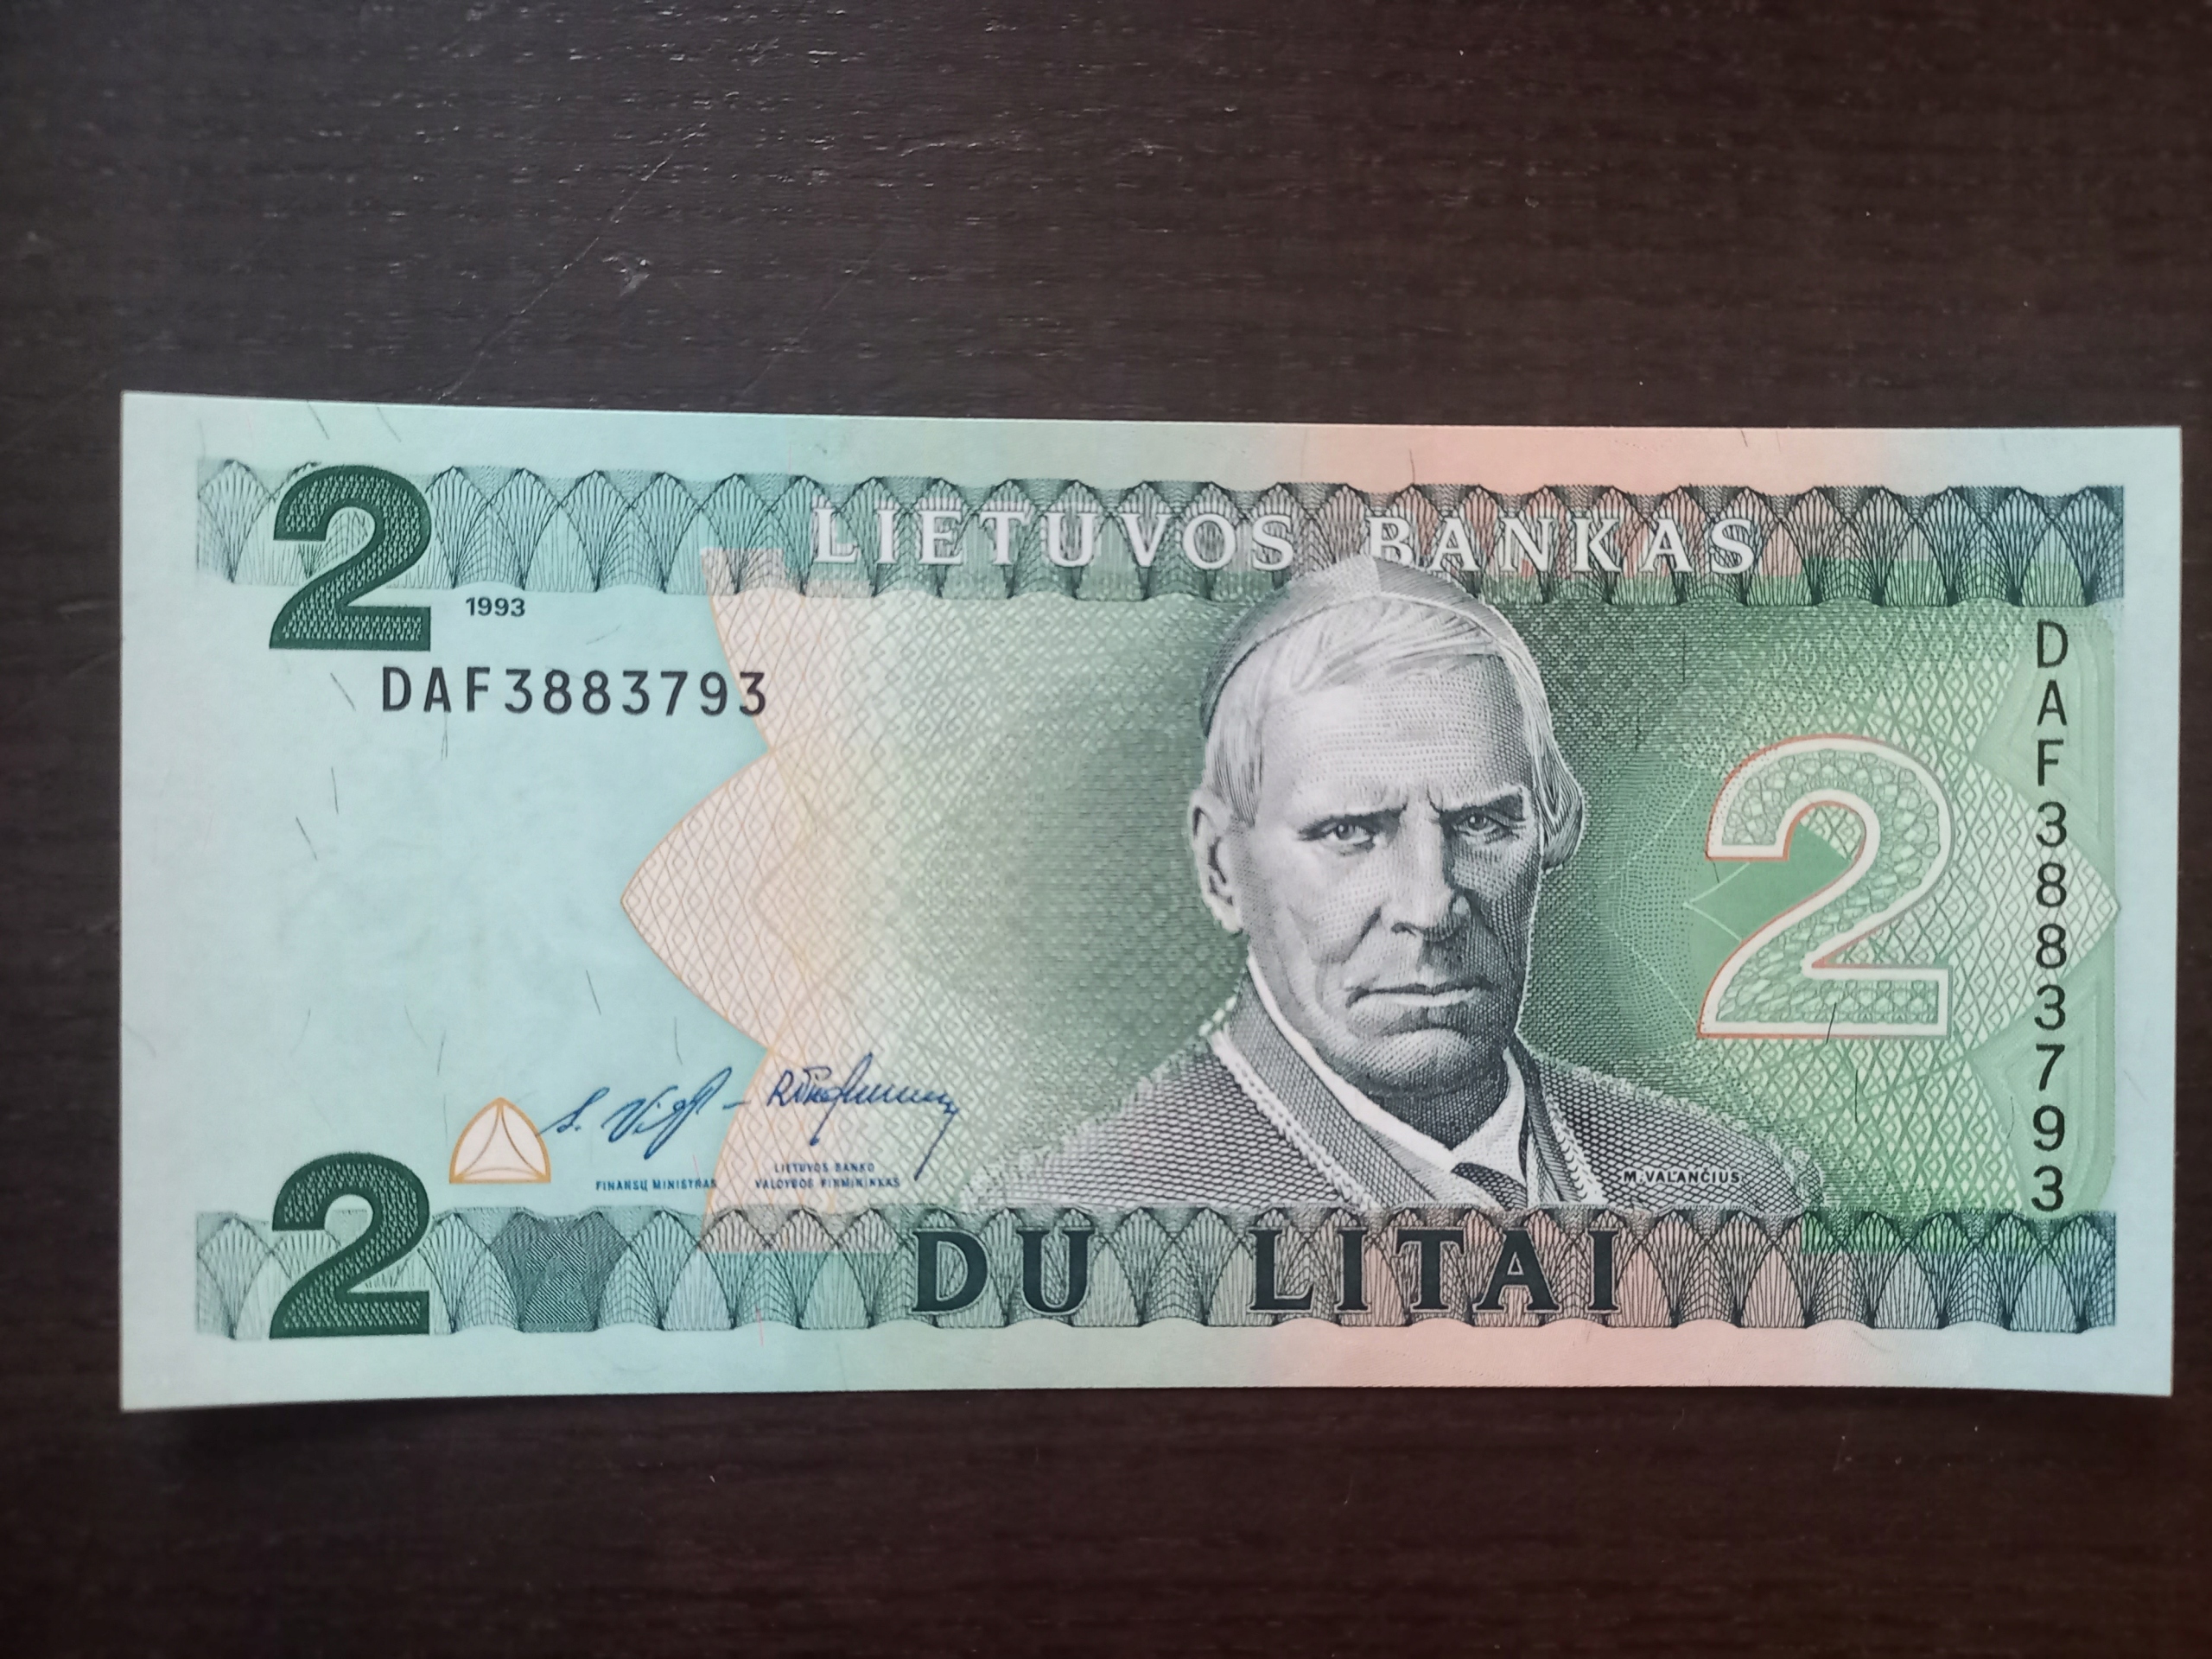 2
LIETUVOS BANKAS
1993
DAF3883793
DAF3883793
2
FINANSŲ MINISTRAS
LIETUVOS BANKO
VALDYBOS PIRMININKAS
M.VALANČIUS
2
DU LITAI